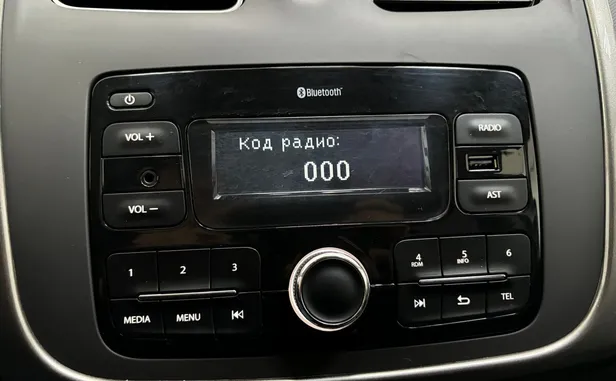 Bluetooth
VOL +
Код радио:
000
RADIO
VOL –
AST
1 2 3
4 RDM 5 INFO 6
MEDIA MENU
TEL